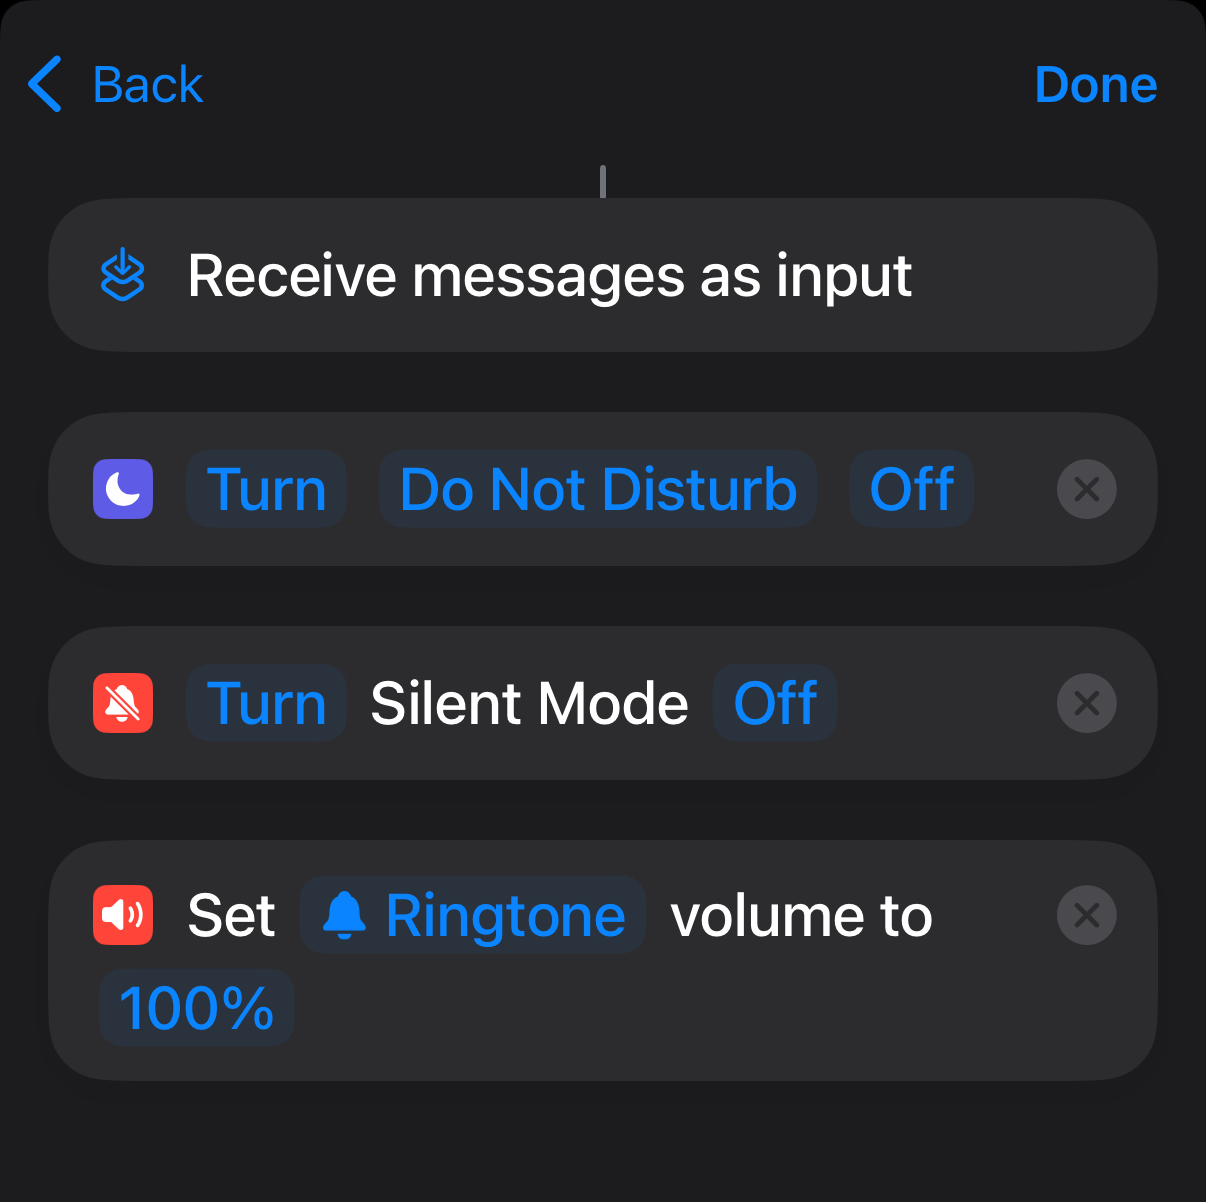 Back
Done
Receive messages as input
Turn Do Not Disturb Off
Turn Silent Mode Off
Set Ringtone volume to
100%